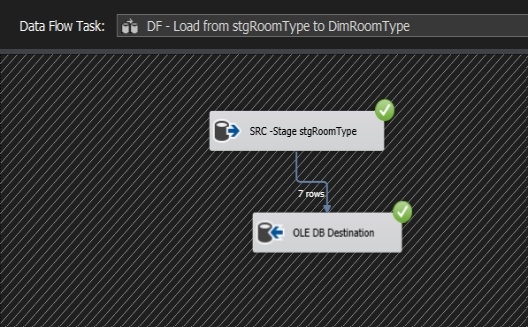 Data Flow Task: DF - Load from stgRoomType to DimRoomType
SRC -Stage stgRoomType
7 rows
OLE DB Destination